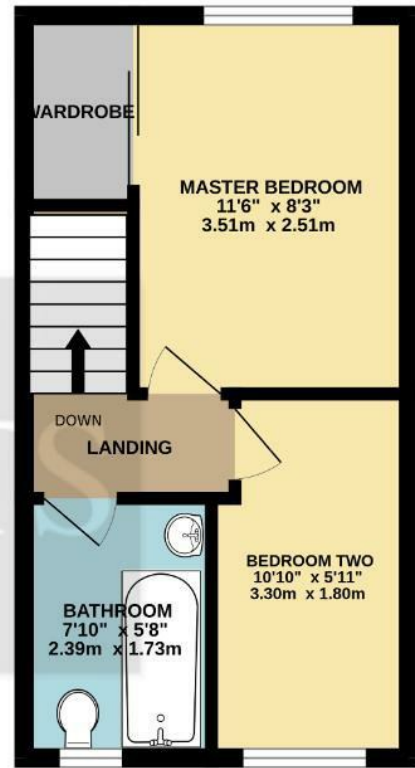 WARDROBE
MASTER BEDROOM
11'6" x 8'3"
3.51m x 2.51m
DOWN
LANDING
BEDROOM TWO
10'10" x 5'11"
3.30m x 1.80m
BATHROOM
7'10" x 5'8"
2.39m x 1.73m